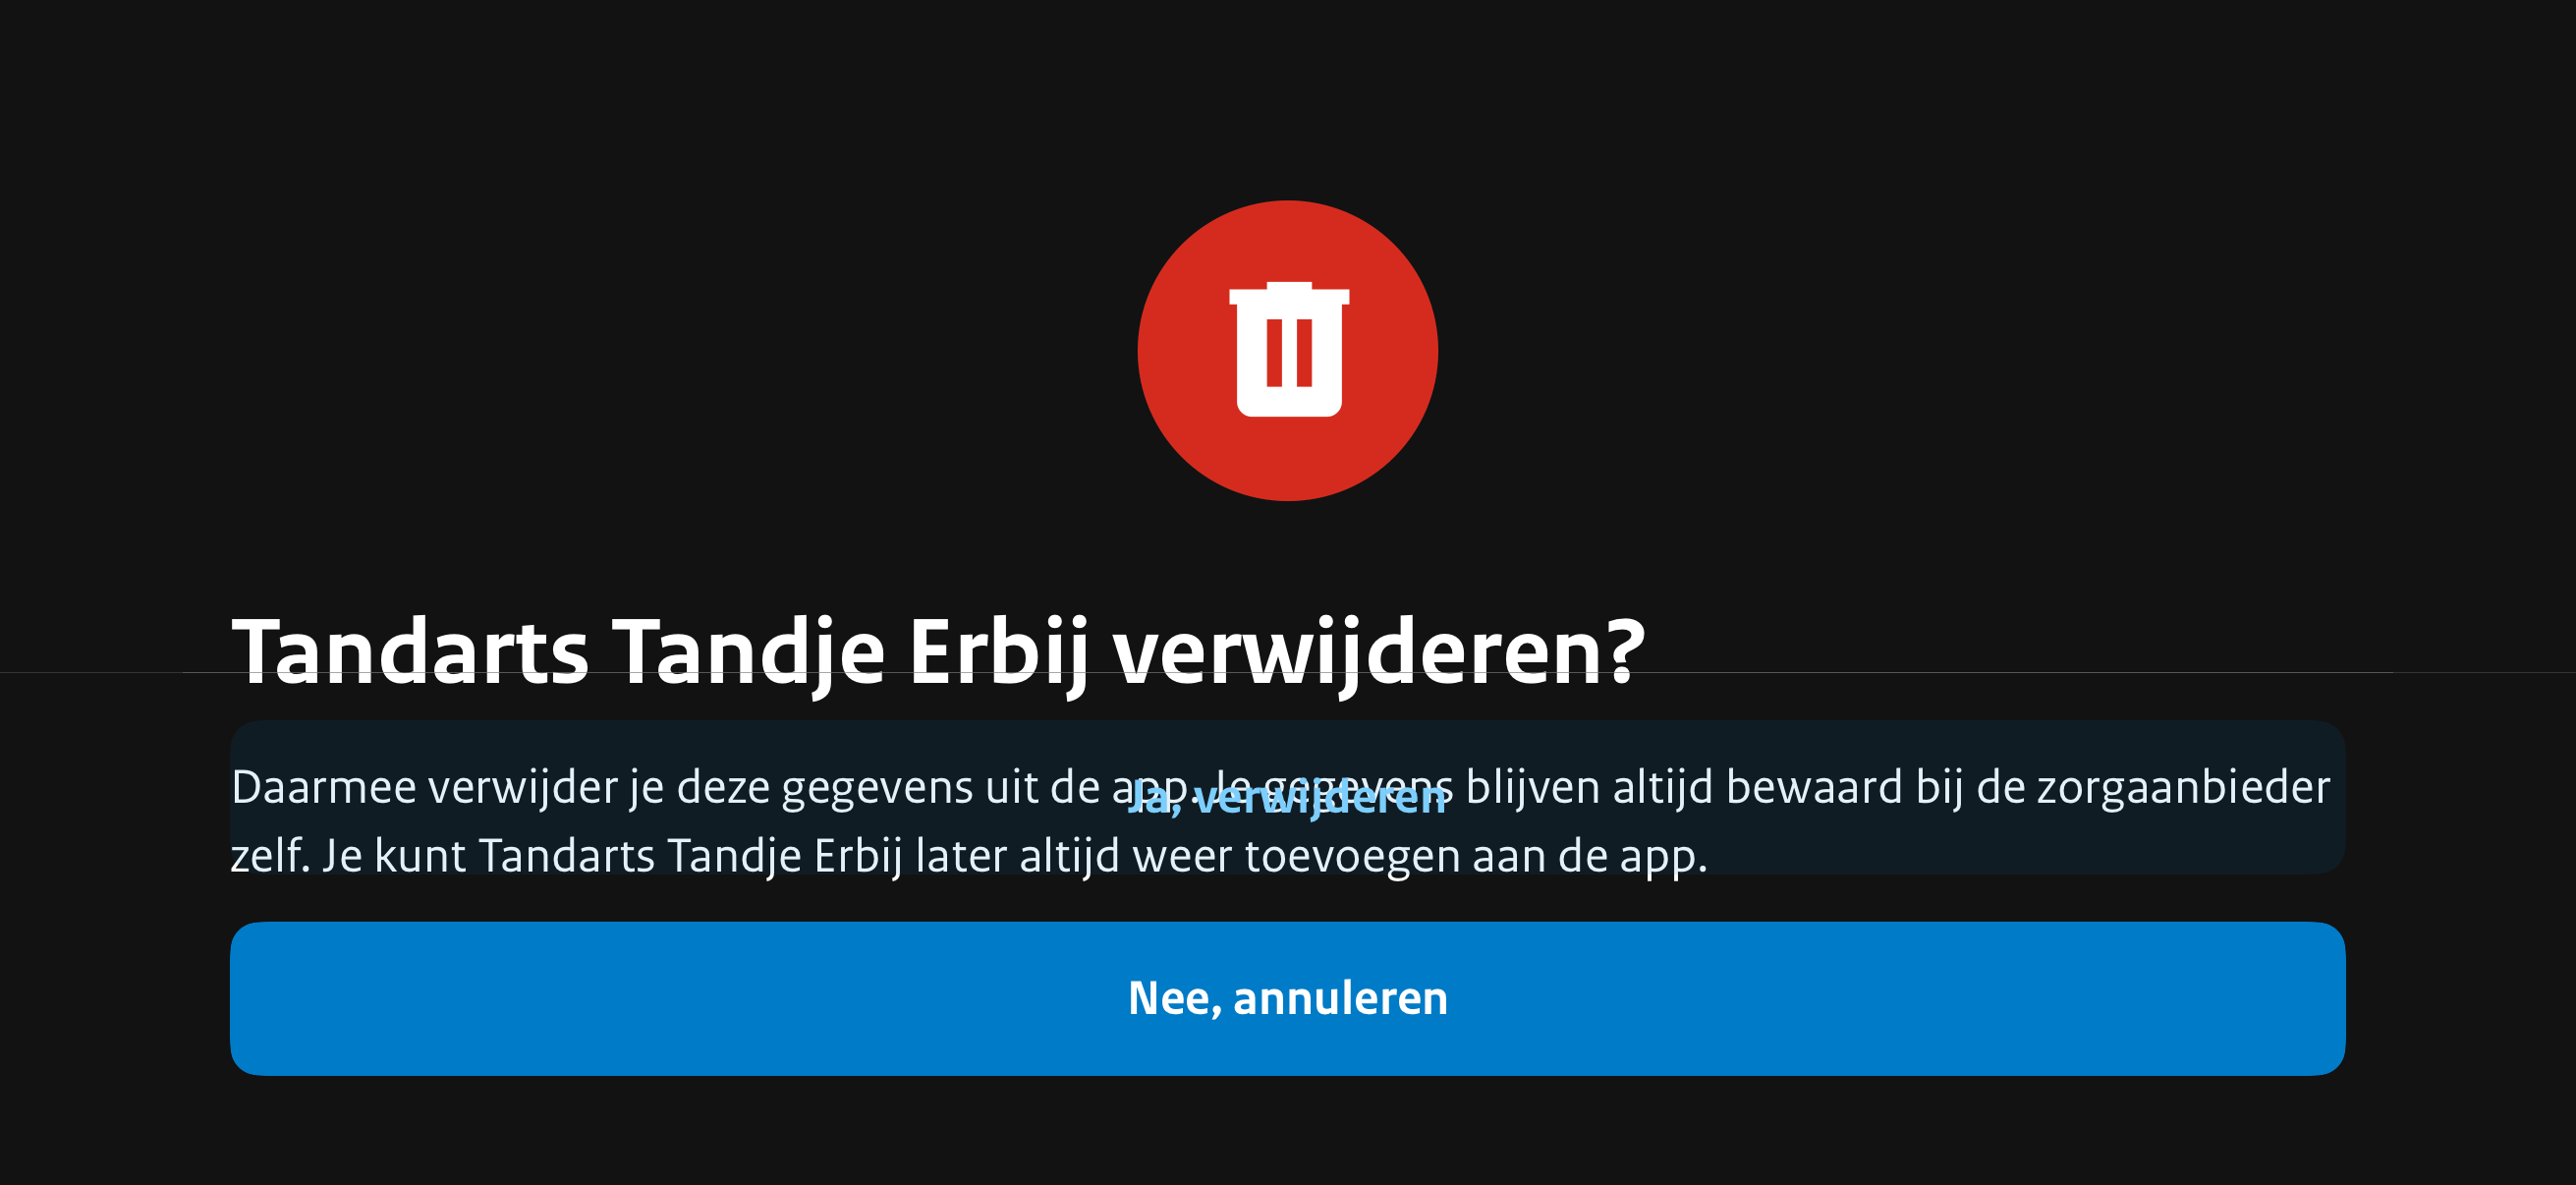 Tandarts Tandje Erbij verwijderen?
Daarmee verwijder je deze gegevens uit de app. Je gegevens blijven altijd bewaard bij de zorgaanbieder
zelf. Je kunt Tandarts Tandje Erbij later altijd weer toevoegen aan de app.
Ja, verwijderen
Nee, annuleren